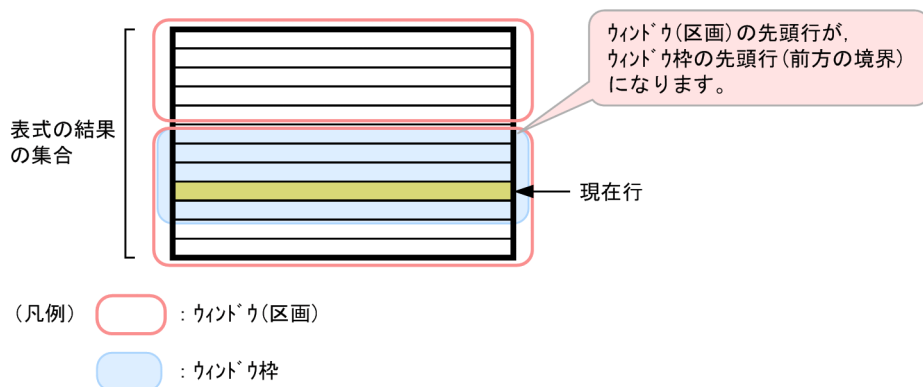 ｳｨﾝﾄﾞｳ(区画)の先頭行が，
ｳｨﾝﾄﾞｳ枠の先頭行(前方の境界)
になります。
表式の結果
の集合
現在行
(凡例)
：ｳｨﾝﾄﾞｳ(区画)
：ｳｨﾝﾄﾞｳ枠